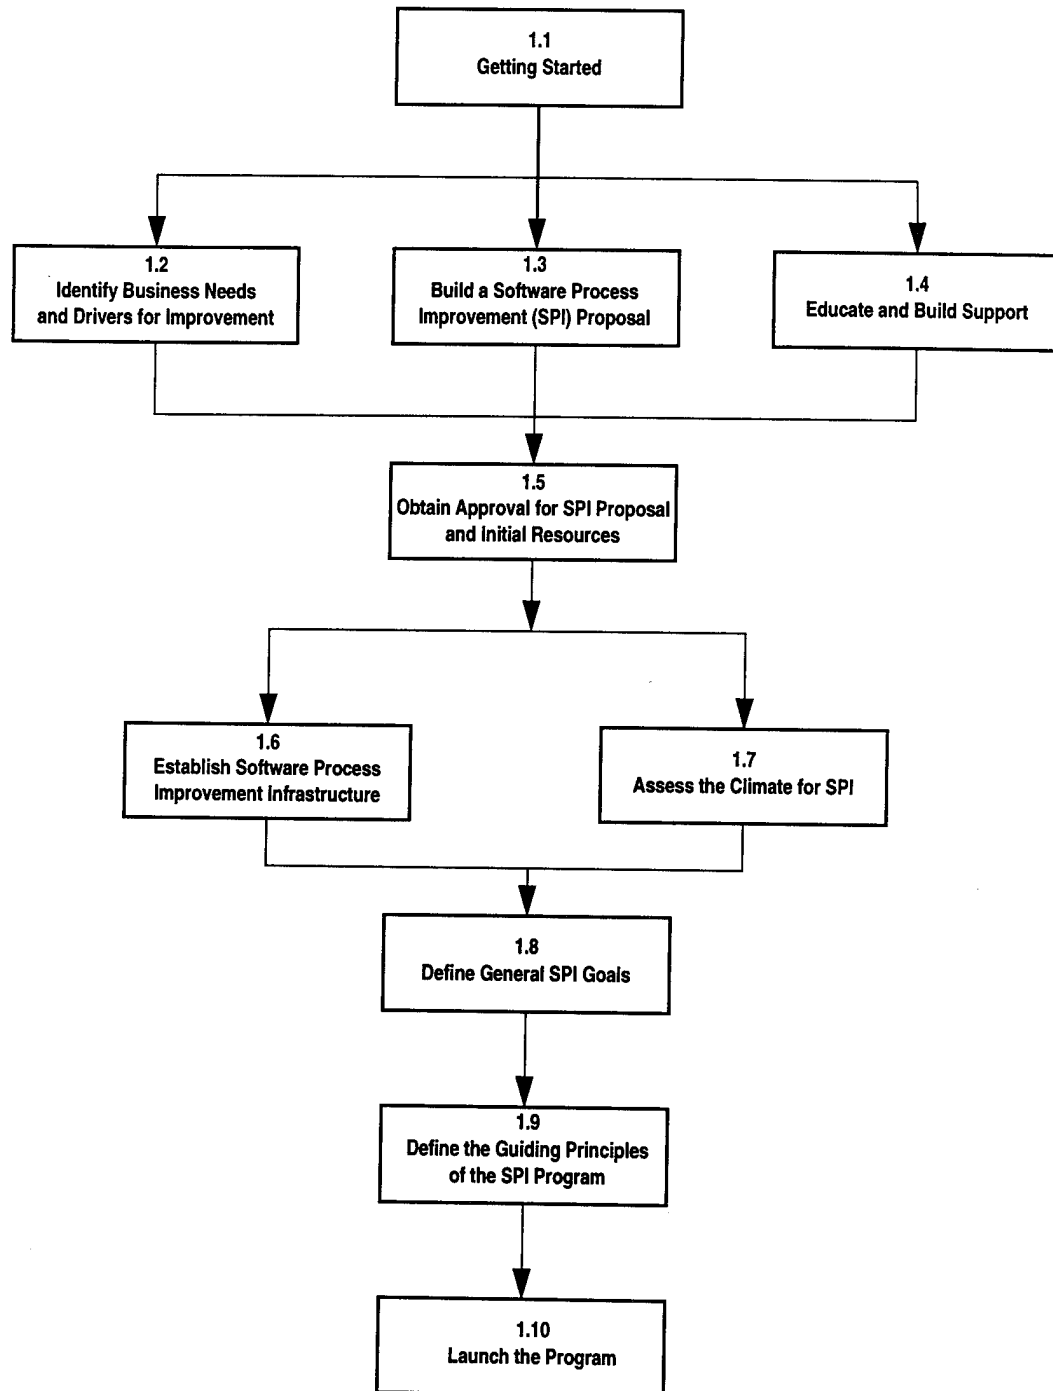 1.1
Getting Started
1.2
Identify Business Needs
and Drivers for Improvement
1.3
Build a Software Process
Improvement (SPI) Proposal
1.4
Educate and Build Support
1.5
Obtain Approval for SPI Proposal
and Initial Resources
1.6
Establish Software Process
Improvement Infrastructure
1.7
Assess the Climate for SPI
1.8
Define General SPI Goals
1.9
Define the Guiding Principles
of the SPI Program
1.10
Launch the Program